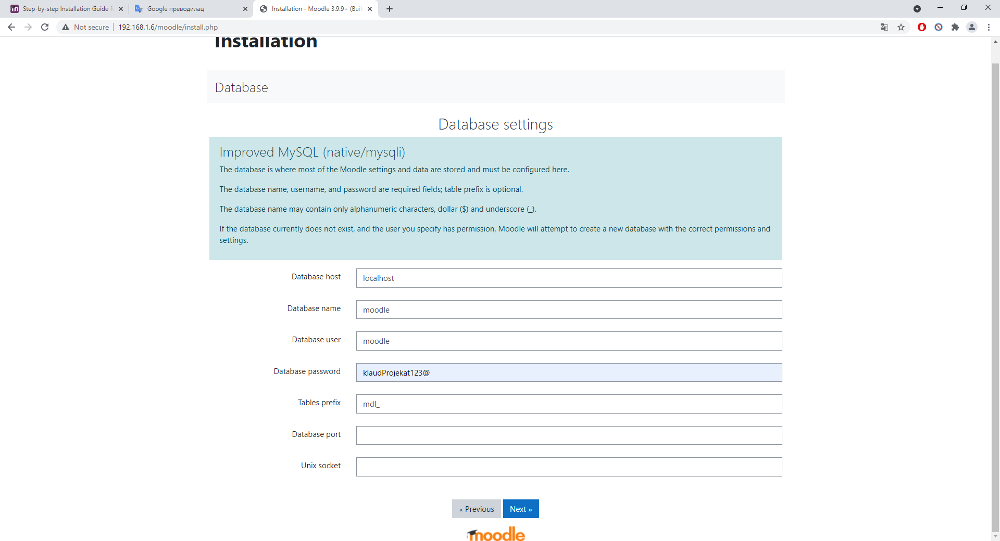 Step-by-step Installation Guide f
Google преводилац
Installation - Moodle 3.9.9+ (Buil
Not secure
192.168.1.6/moodle/install.php
Installation
Database
Database settings
Improved MySQL (native/mysqli)
The database is where most of the Moodle settings and data are stored and must be configured here.
The database name, username, and password are required fields; table prefix is optional.
The database name may contain only alphanumeric characters, dollar ($) and underscore (_).
If the database currently does not exist, and the user you specify has permission, Moodle will attempt to create a new database with the correct permissions and
settings.
Database host
localhost
Database name
moodle
Database user
moodle
Database password
klaudProjekat123@
Tables prefix
mdl_
Database port
Unix socket
« Previous
Next »
moodle